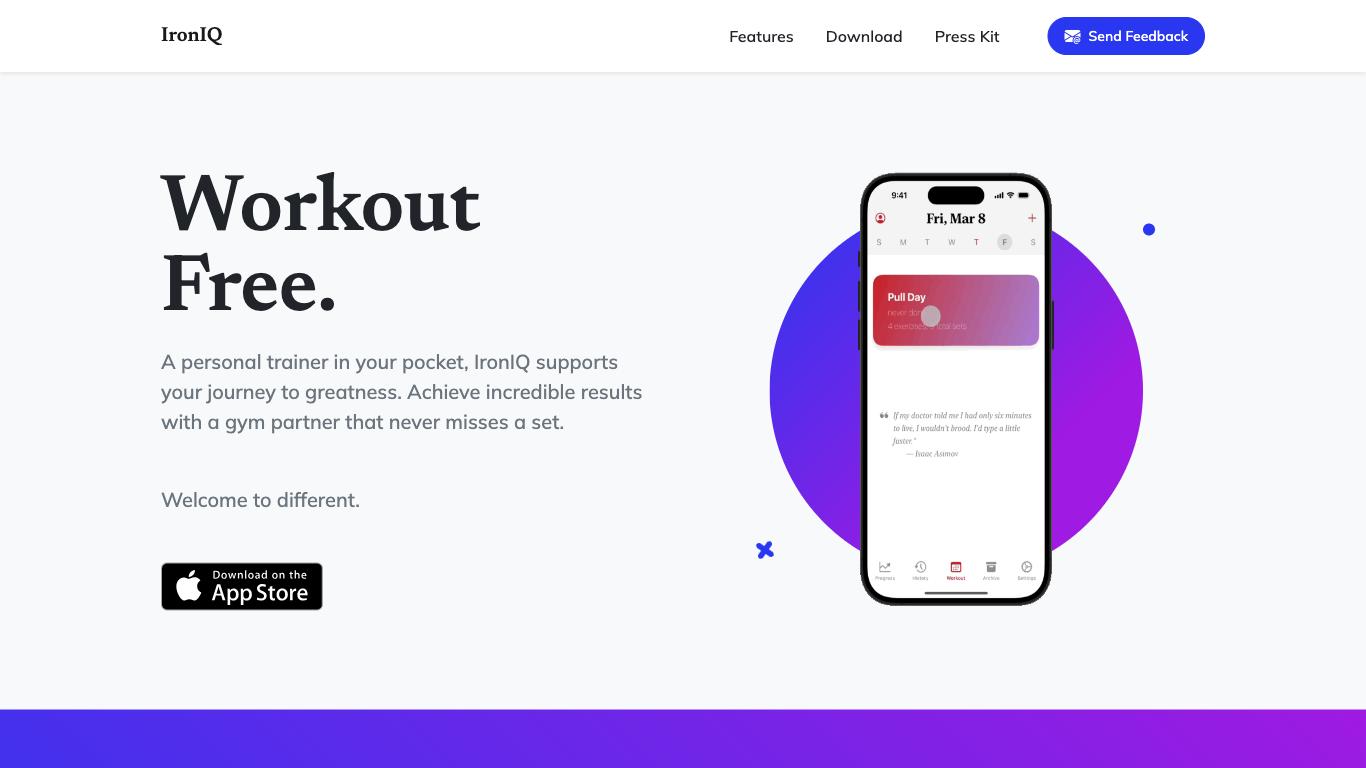 IronIQ
Features
Download
Press Kit
Send Feedback
Workout
Free.
A personal trainer in your pocket, IronIQ supports
your journey to greatness. Achieve incredible results
with a gym partner that never misses a set.
Welcome to different.
Download on the
App Store
9:41
Fri, Mar 8
S M T W T F S
Pull Day
never
4 exercises total sets
“ If my doctor told me I had only six minutes
to live, I wouldn't brood. I'd type a little
faster."
— Isaac Asimov
Progress
History
Workout
Archive
Settings